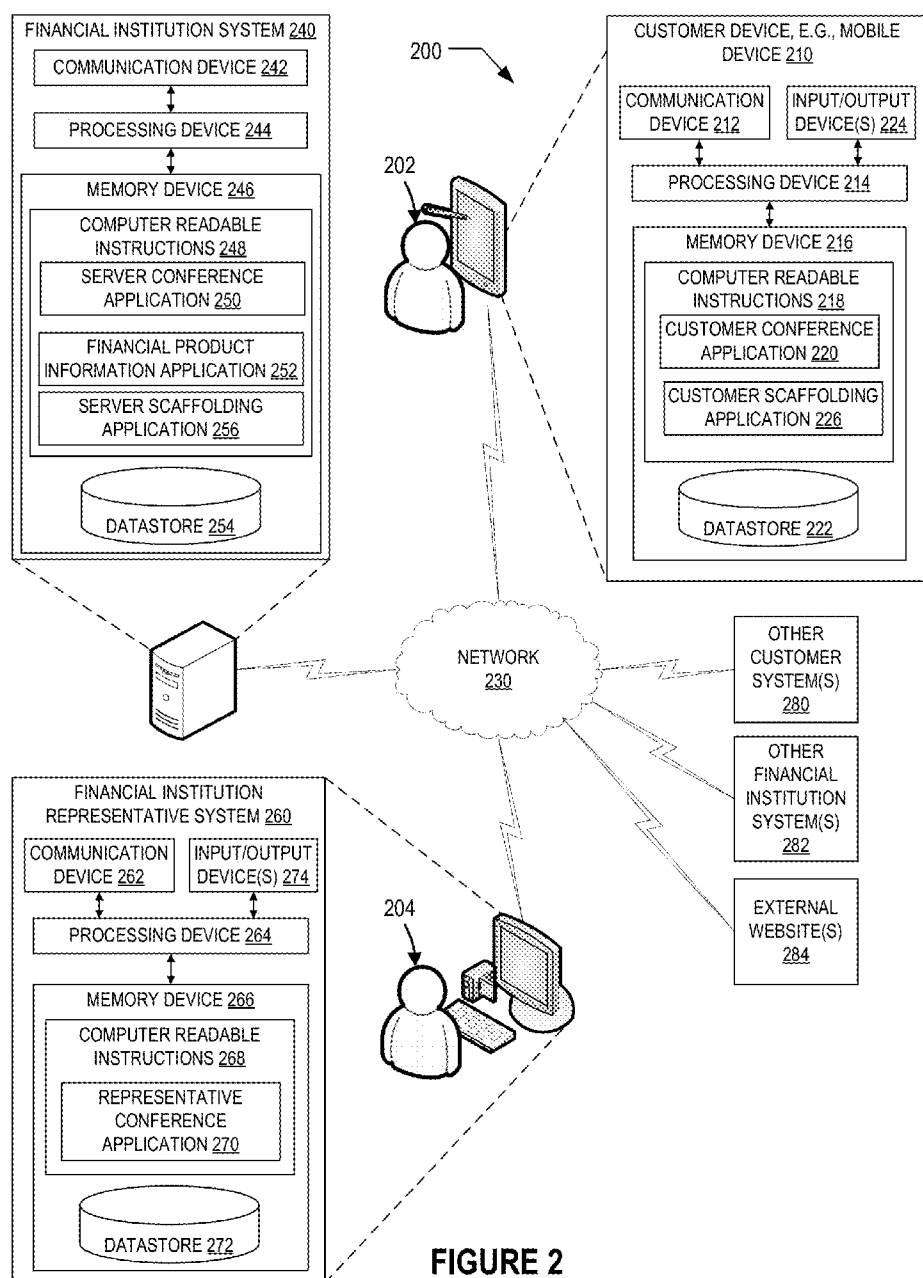 FINANCIAL INSTITUTION SYSTEM 240
COMMUNICATION DEVICE 242
PROCESSING DEVICE 244
MEMORY DEVICE 246
COMPUTER READABLE
INSTRUCTIONS 248
SERVER CONFERENCE
APPLICATION 250
FINANCIAL PRODUCT
INFORMATION APPLICATION 252
SERVER SCAFFOLDING
APPLICATION 256
DATASTORE 254
200
202
CUSTOMER DEVICE, E.G., MOBILE
DEVICE 210
COMMUNICATION
DEVICE 212
INPUT/OUTPUT
DEVICE(S) 224
PROCESSING DEVICE 214
MEMORY DEVICE 216
COMPUTER READABLE
INSTRUCTIONS 218
CUSTOMER CONFERENCE
APPLICATION 220
CUSTOMER SCAFFOLDING
APPLICATION 226
DATASTORE 222
NETWORK
230
OTHER
CUSTOMER
SYSTEM(S)
280
OTHER
FINANCIAL
INSTITUTION
SYSTEM(S)
282
EXTERNAL
WEBSITE(S)
284
FINANCIAL INSTITUTION
REPRESENTATIVE SYSTEM 260
COMMUNICATION
DEVICE 262
INPUT/OUTPUT
DEVICE(S) 274
PROCESSING DEVICE 264
MEMORY DEVICE 266
COMPUTER READABLE
INSTRUCTIONS 268
REPRESENTATIVE
CONFERENCE
APPLICATION 270
DATASTORE 272
204
FIGURE 2